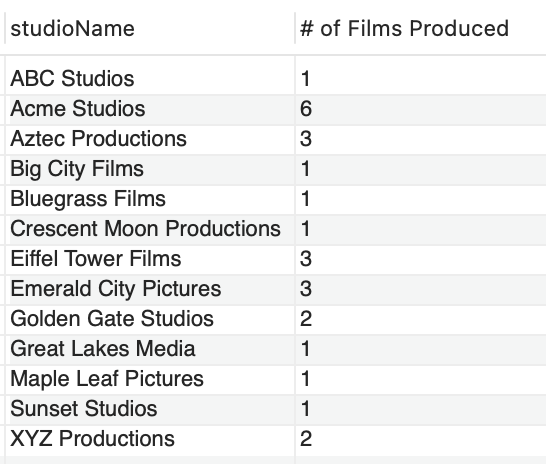 studioName # of Films Produced
ABC Studios 1
Acme Studios 6
Aztec Productions 3
Big City Films 1
Bluegrass Films 1
Crescent Moon Productions 1
Eiffel Tower Films 3
Emerald City Pictures 3
Golden Gate Studios 2
Great Lakes Media 1
Maple Leaf Pictures 1
Sunset Studios 1
XYZ Productions 2